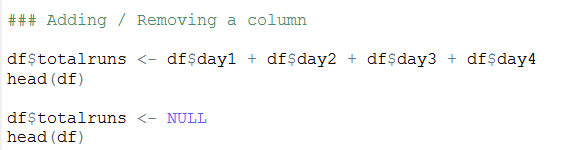 ### Adding / Removing a column
df$totalruns <- df$day1 + df$day2 + df$day3 + df$day4
head(df)
df$totalruns <- NULL
head(df)